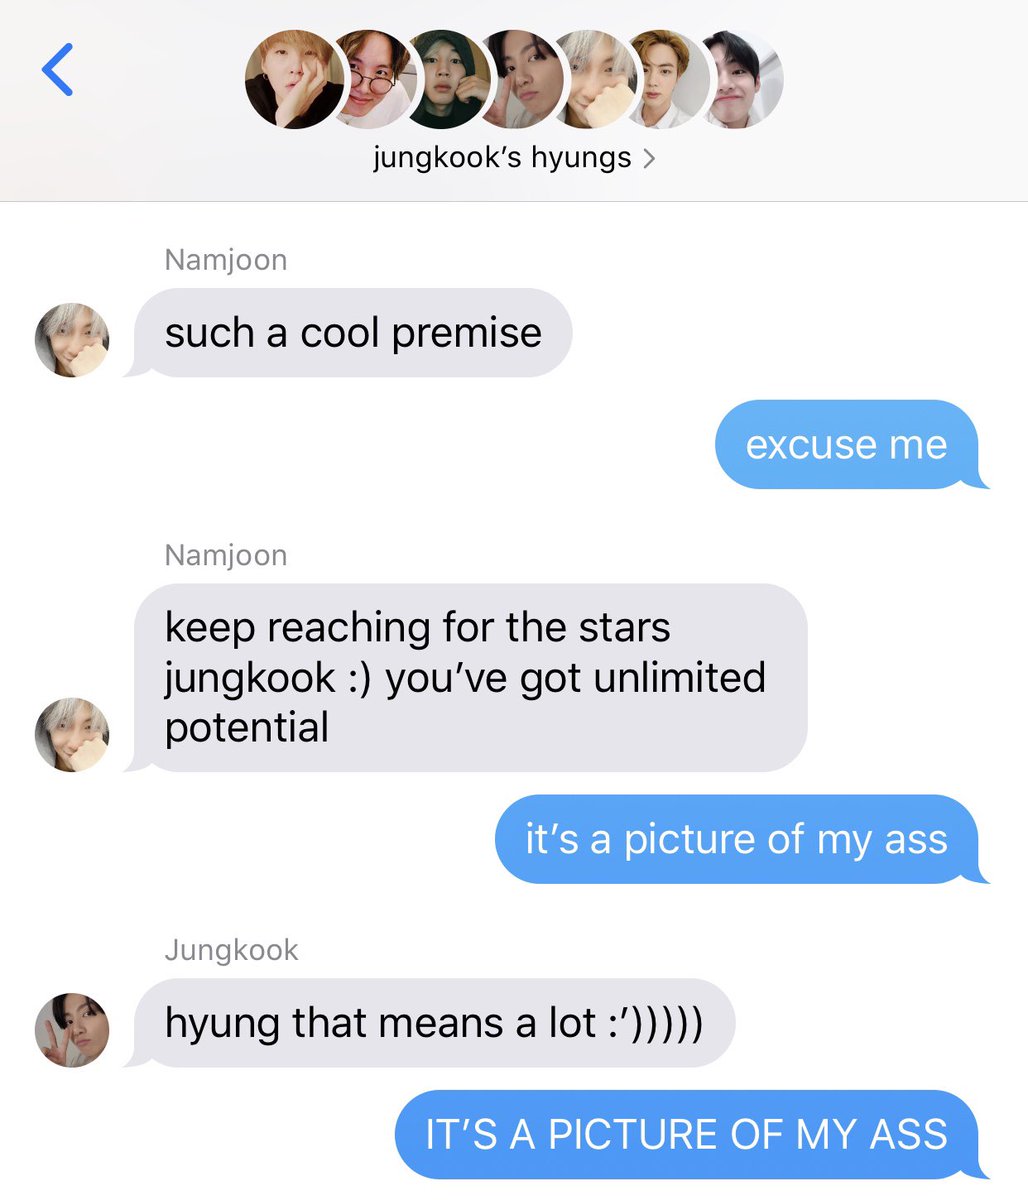 jungkook’s hyungs
Namjoon
such a cool premise
excuse me
Namjoon
keep reaching for the stars
jungkook :) you’ve got unlimited
potential
it’s a picture of my ass
Jungkook
hyung that means a lot :’)))))
IT’S A PICTURE OF MY ASS